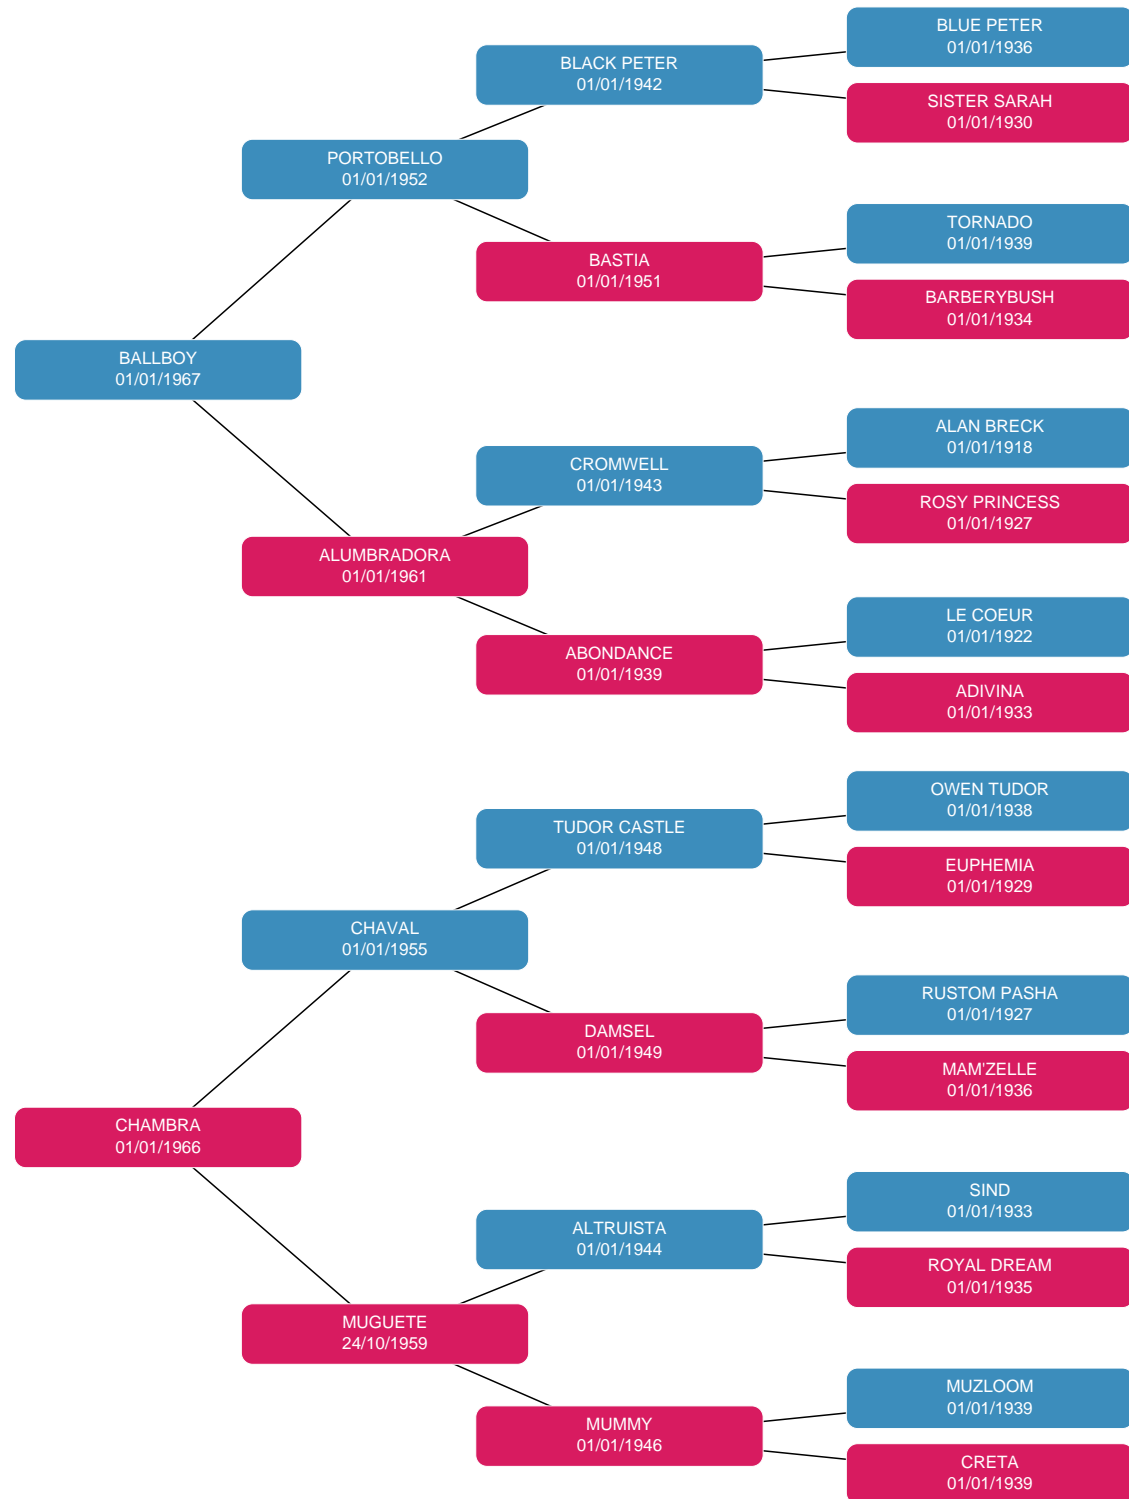 BLUE PETER
01/01/1936
BLACK PETER
01/01/1942
SISTER SARAH
01/01/1930
PORTOBELLO
01/01/1952
TORNADO
01/01/1939
BASTIA
01/01/1951
BARBERYBUSH
01/01/1934
BALLBOY
01/01/1967
ALAN BRECK
01/01/1918
CROMWELL
01/01/1943
ROSY PRINCESS
01/01/1927
ALUMBRADORA
01/01/1961
LE COEUR
01/01/1922
ABONDANCE
01/01/1939
ADIVINA
01/01/1933
OWEN TUDOR
01/01/1938
TUDOR CASTLE
01/01/1948
EUPHEMIA
01/01/1929
CHAVAL
01/01/1955
RUSTOM PASHA
01/01/1927
DAMSEL
01/01/1949
MAM'ZELLE
01/01/1936
CHAMBRA
01/01/1966
SIND
01/01/1933
ALTRUISTA
01/01/1944
ROYAL DREAM
01/01/1935
MUGUETE
24/10/1959
MUZLOOM
01/01/1939
MUMMY
01/01/1946
CRETA
01/01/1939